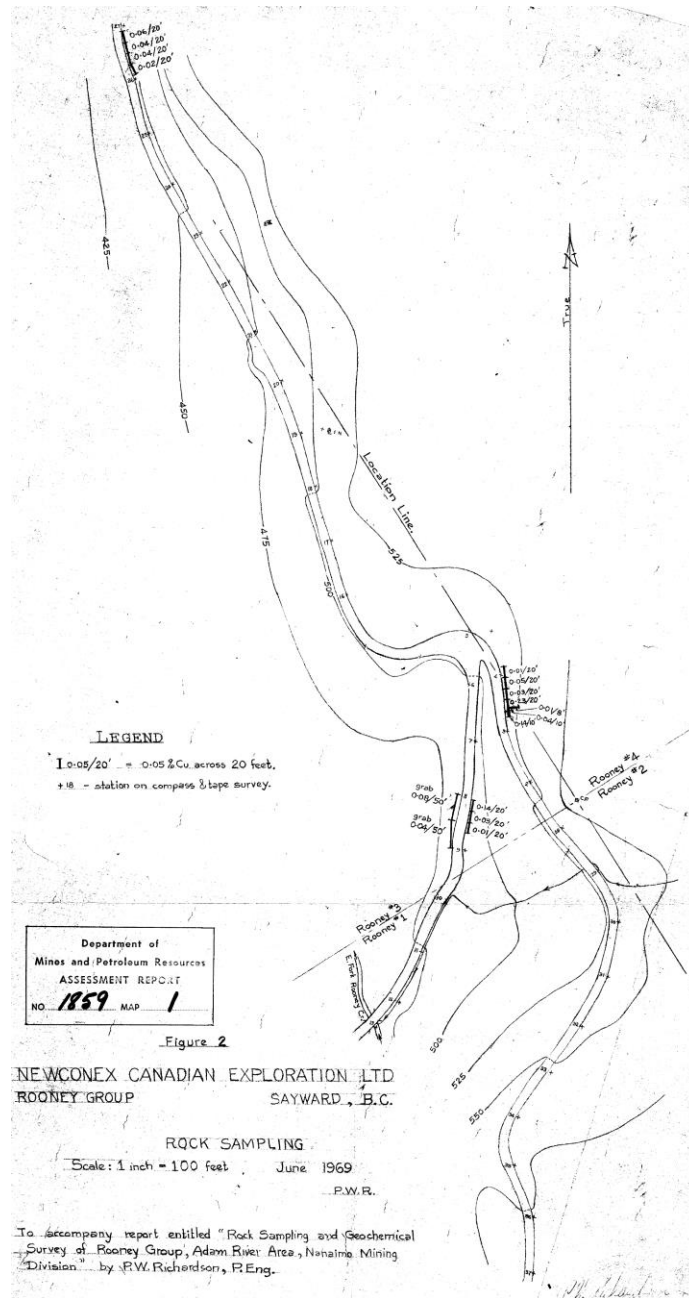 0.06/20'
0.04/20'
0.04/20'
0.02/20'
425
450
475
500
525
Location Line.
True
N
LEGEND
0.05/20' = 0.05 % Cu across 20 feet.
+ 18 - station on compass & tape survey.
0.01/20'
0.05/20'
0.03/20'
0.23/20'
0.01/8'
0.04/10'
grab
0.08/50'
grab
0.04/50'
0.14/20'
0.03/20'
0.01/20'
Rooney #4
Rooney #2
Rooney #3
Rooney #1
E. Fork Rooney Ck.
500
525
550
Department of
Mines and Petroleum Resources
ASSESSMENT REPORT
NO. 1859 MAP 1
Figure 2
NEWCONEX CANADIAN EXPLORATION LTD
ROONEY GROUP SAYWARD, B.C.
ROCK SAMPLING
Scale: 1 inch = 100 feet. June 1969
P.W.R.
To accompany report entitled "Rock Sampling and Geochemical
Survey of Rooney Group, Adam River Area, Nanaimo Mining
Division" by P.W. Richardson, P.Eng.